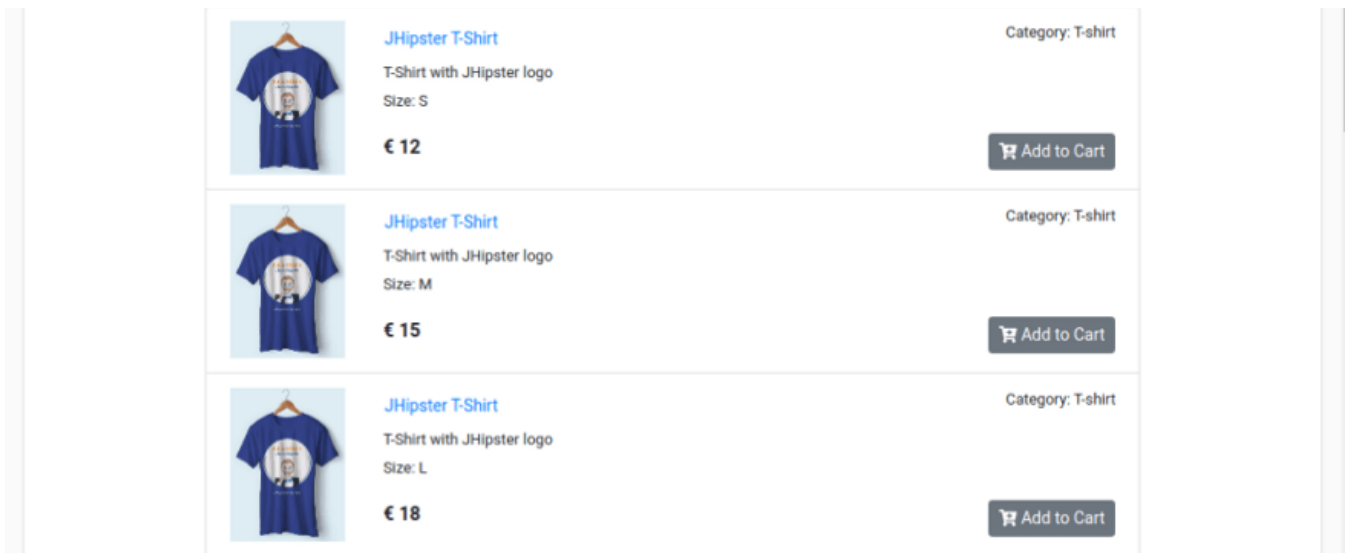 JHipster T-Shirt
Category: T-shirt
T-Shirt with JHipster logo
Size: S
€ 12
Add to Cart
JHipster T-Shirt
Category: T-shirt
T-Shirt with JHipster logo
Size: M
€ 15
Add to Cart
JHipster T-Shirt
Category: T-shirt
T-Shirt with JHipster logo
Size: L
€ 18
Add to Cart